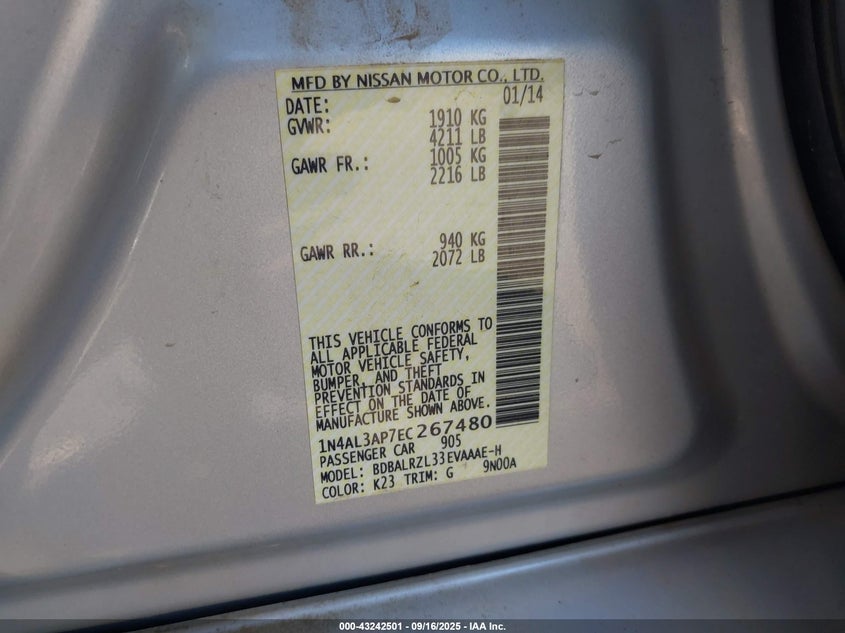 MFD BY NISSAN MOTOR CO., LTD.
DATE: 01/14
GVWR: 1910 KG
4211 LB
GAWR FR.: 1005 KG
2216 LB
GAWR RR.: 940 KG
2072 LB
THIS VEHICLE CONFORMS TO
ALL APPLICABLE FEDERAL
MOTOR VEHICLE SAFETY,
BUMPER, AND THEFT
PREVENTION STANDARDS IN
EFFECT ON THE DATE OF
MANUFACTURE SHOWN ABOVE.
1N4AL3AP7EC267480
PASSENGER CAR 905
MODEL: BDBALRZL33EVAAAE-H
COLOR: K23 TRIM: G 9N00A
000-43242501 - 09/16/2025 - IAA Inc.